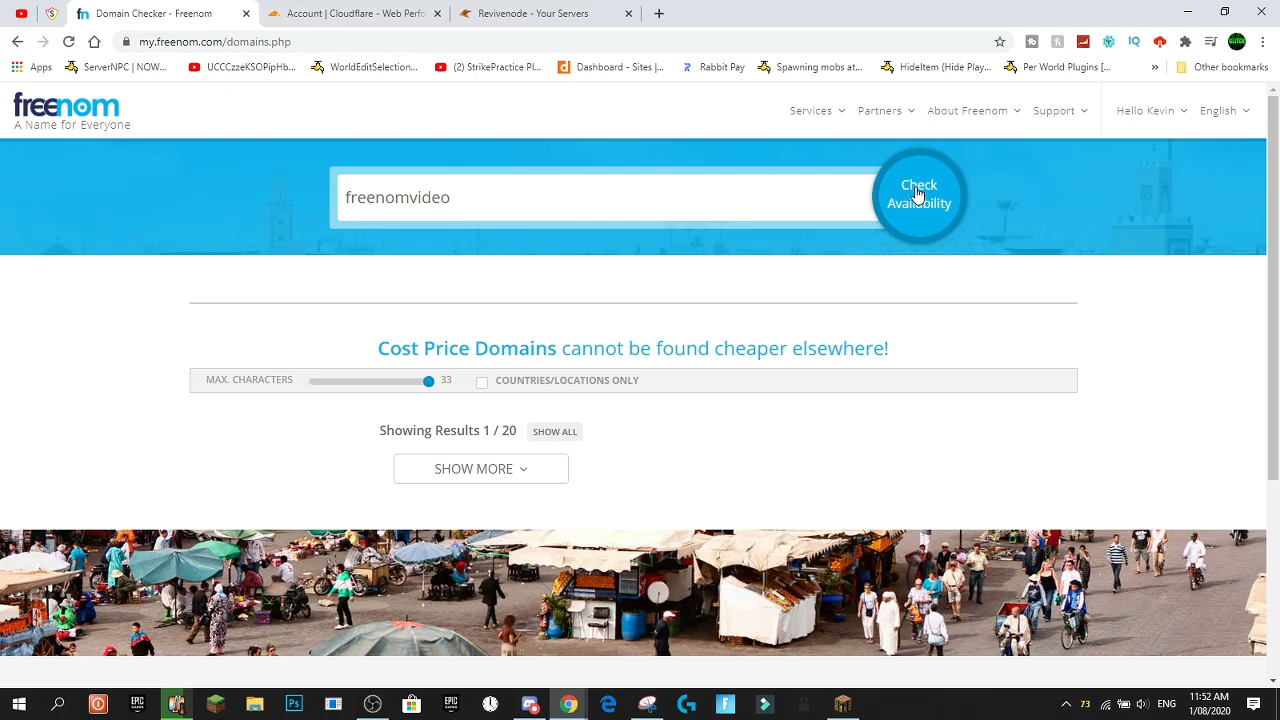 Domain Checker - Freenom
Account | Cloudflare - Web Perfo
Revivenode - Your Servers
my.freenom.com/domains.php
Apps
ServerNPC | NOW...
UCCCzzeKSOPipHb...
WorldEditSelection...
(2) StrikePractice Pl...
Dashboard - Sites |...
Rabbit Pay
Spawning mobs at...
HideItem (Hide Play...
Per World Plugins [...
»
Other bookmarks
freenom
A Name for Everyone
Services
Partners
About Freenom
Support
Hello Kevin
English
freenomvideo
Check
Availability
Cost Price Domains cannot be found cheaper elsewhere!
MAX. CHARACTERS
33
COUNTRIES/LOCATIONS ONLY
Showing Results 1 / 20
SHOW ALL
SHOW MORE
73
ENG
11:52 AM
1/08/2020